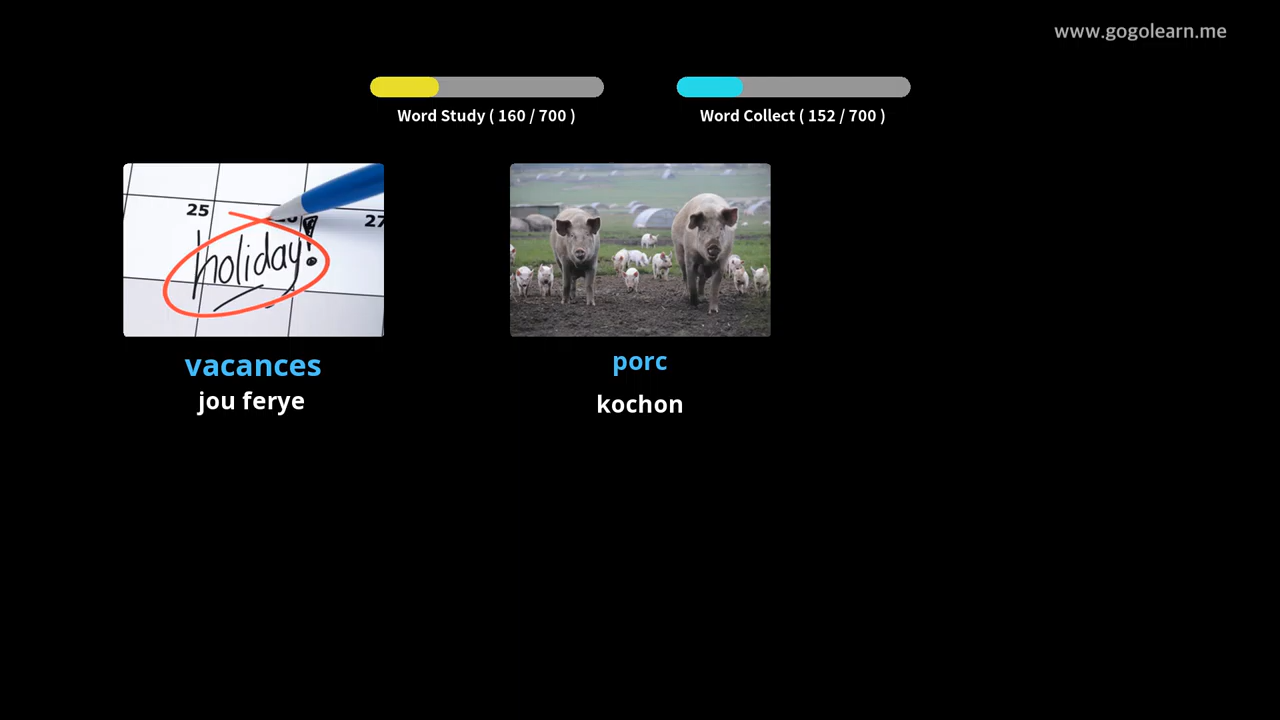 www.gogolearn.me
Word Study ( 160 / 700 )
Word Collect ( 152 / 700 )
25
27
holiday!
vacances
jou ferye
porc
kochon